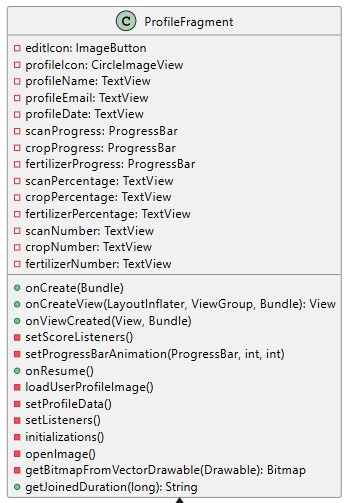 C ProfileFragment
editIcon: ImageButton
profileIcon: CircleImageView
profileName: TextView
profileEmail: TextView
profileDate: TextView
scanProgress: ProgressBar
cropProgress: ProgressBar
fertilizerProgress: ProgressBar
scanPercentage: TextView
cropPercentage: TextView
fertilizerPercentage: TextView
scanNumber: TextView
cropNumber: TextView
fertilizerNumber: TextView
onCreate(Bundle)
onCreateView(LayoutInflater, ViewGroup, Bundle): View
onViewCreated(View, Bundle)
setScoreListeners()
setProgressBarAnimation(ProgressBar, int, int)
onResume()
loadUserProfileImage()
setProfileData()
setListeners()
initializations()
openImage()
getBitmapFromVectorDrawable(Drawable): Bitmap
getJoinedDuration(long): String